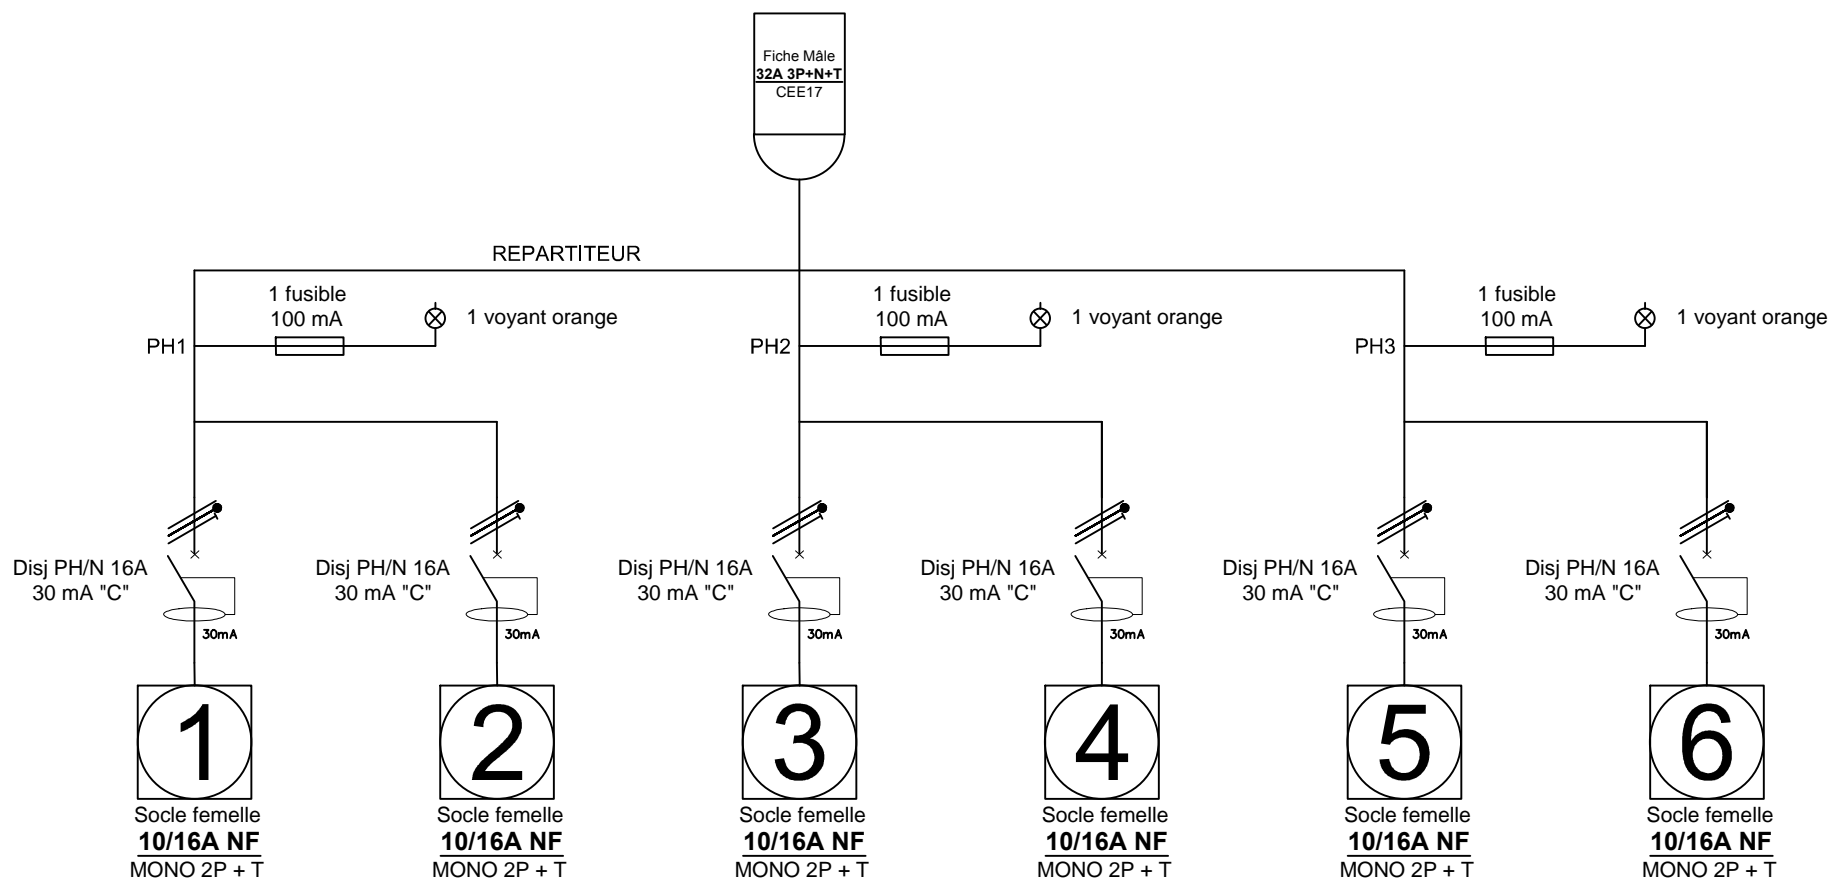 Fiche Mâle
32A 3P+N+T
CEE17
REPARTITEUR
1 fusible
100 mA
1 voyant orange
PH1
1 fusible
100 mA
1 voyant orange
PH2
1 fusible
100 mA
1 voyant orange
PH3
Disj PH/N 16A
30 mA "C"
30mA
Disj PH/N 16A
30 mA "C"
30mA
Disj PH/N 16A
30 mA "C"
30mA
Disj PH/N 16A
30 mA "C"
30mA
Disj PH/N 16A
30 mA "C"
30mA
Disj PH/N 16A
30 mA "C"
30mA
1
Socle femelle
10/16A NF
MONO 2P + T
2
Socle femelle
10/16A NF
MONO 2P + T
3
Socle femelle
10/16A NF
MONO 2P + T
4
Socle femelle
10/16A NF
MONO 2P + T
5
Socle femelle
10/16A NF
MONO 2P + T
6
Socle femelle
10/16A NF
MONO 2P + T